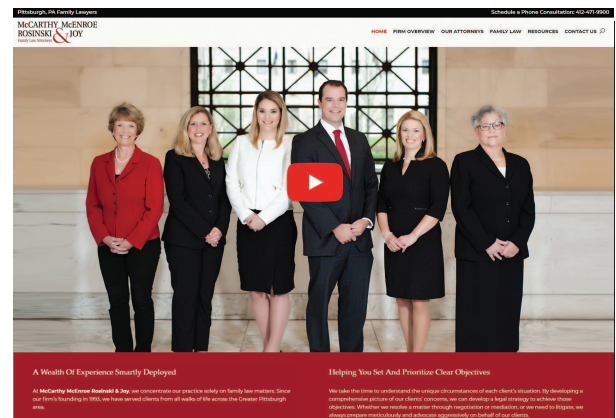 Pittsburgh, PA Family Lawyers
Schedule a Phone Consultation: 412-471-9900
McCARTHY McENROE
ROSINSKI & JOY
Family Law Attorneys
HOME FIRM OVERVIEW OUR ATTORNEYS FAMILY LAW RESOURCES CONTACT US
A Wealth Of Experience Smartly Deployed
At McCarthy McEnroe Rosinski & Joy, we concentrate our practice solely on family law matters. Since
our firm's founding in 1993, we have served clients from all walks of life across the Greater Pittsburgh
area.
Helping You Set And Prioritize Clear Objectives
We take the time to understand the unique circumstances of each client's situation. By developing a
comprehensive picture of our clients' concerns, we can develop a legal strategy to achieve those
objectives. Whether we resolve a matter through negotiation or mediation, or we need to litigate, we
always prepare meticulously and advocate aggressively on behalf of our clients.